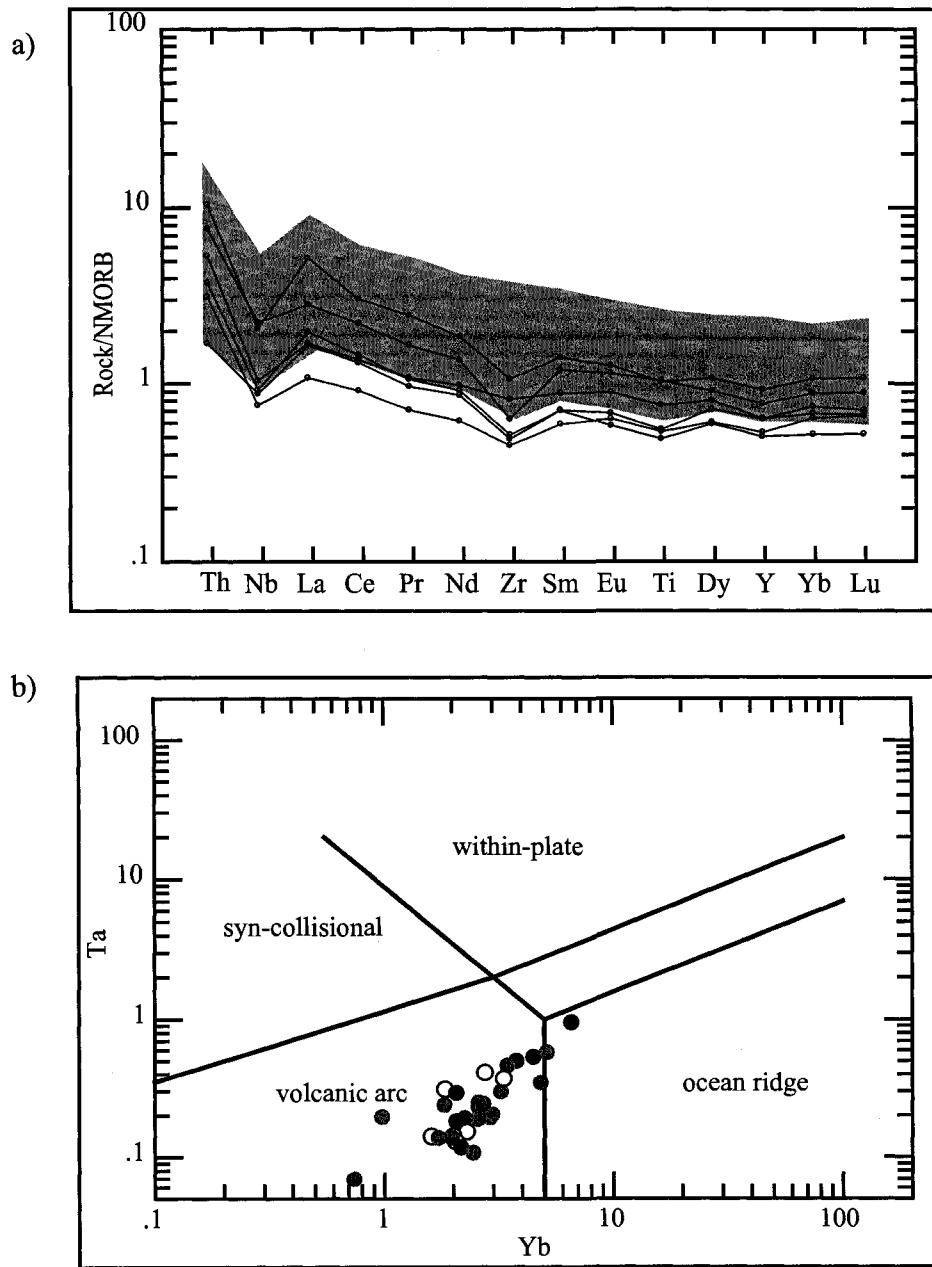 a)
100
10
1
.1
Rock/NMORB
Th Nb La Ce Pr Nd Zr Sm Eu Ti Dy Y Yb Lu
b)
100
10
1
.1
Ta
within-plate
syn-collisional
volcanic arc
ocean ridge
.1 1 10 100
Yb